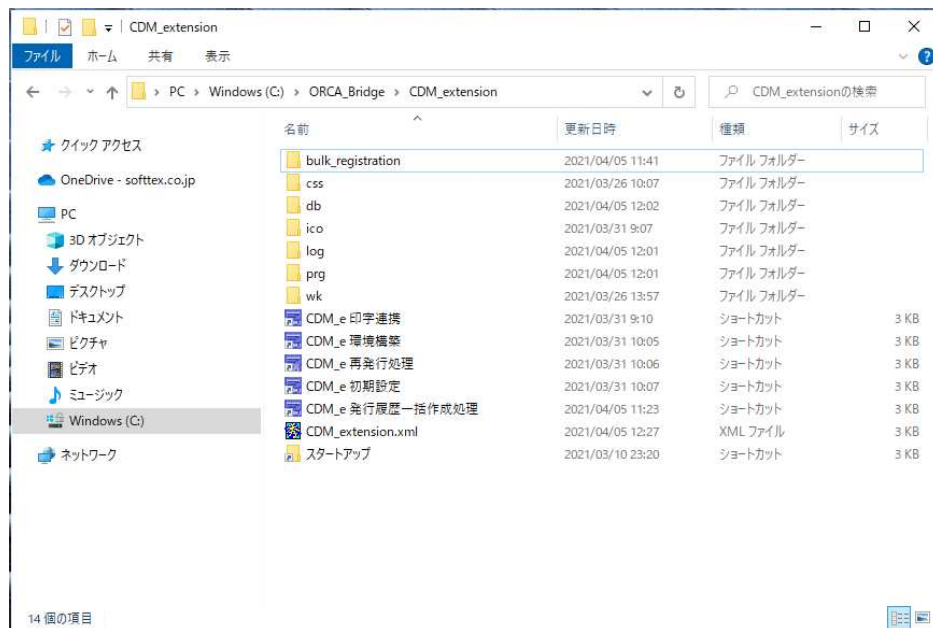 CDM_extension
ファイル ホーム 共有 表示
PC > Windows (C:) > ORCA_Bridge > CDM_extension CDM_extensionの検索
名前 更新日時 種類 サイズ
クイック アクセス
OneDrive - softtex.co.jp
PC
3D オブジェクト
ダウンロード
デスクトップ
ドキュメント
ピクチャ
ビデオ
ミュージック
Windows (C:)
ネットワーク
bulk_registration 2021/04/05 11:41 ファイル フォルダー
css 2021/03/26 10:07 ファイル フォルダー
db 2021/04/05 12:02 ファイル フォルダー
ico 2021/03/31 9:07 ファイル フォルダー
log 2021/04/05 12:01 ファイル フォルダー
prg 2021/04/05 12:01 ファイル フォルダー
wk 2021/03/26 13:57 ファイル フォルダー
CDM_e 印字連携 2021/03/31 9:10 ショートカット 3 KB
CDM_e 環境構築 2021/03/31 10:05 ショートカット 3 KB
CDM_e 再発行処理 2021/03/31 10:06 ショートカット 3 KB
CDM_e 初期設定 2021/03/31 10:07 ショートカット 3 KB
CDM_e 発行履歴一括作成処理 2021/04/05 11:23 ショートカット 3 KB
CDM_extension.xml 2021/04/05 12:27 XML ファイル 3 KB
スタートアップ 2021/03/10 23:20 ショートカット 3 KB
14 個の項目